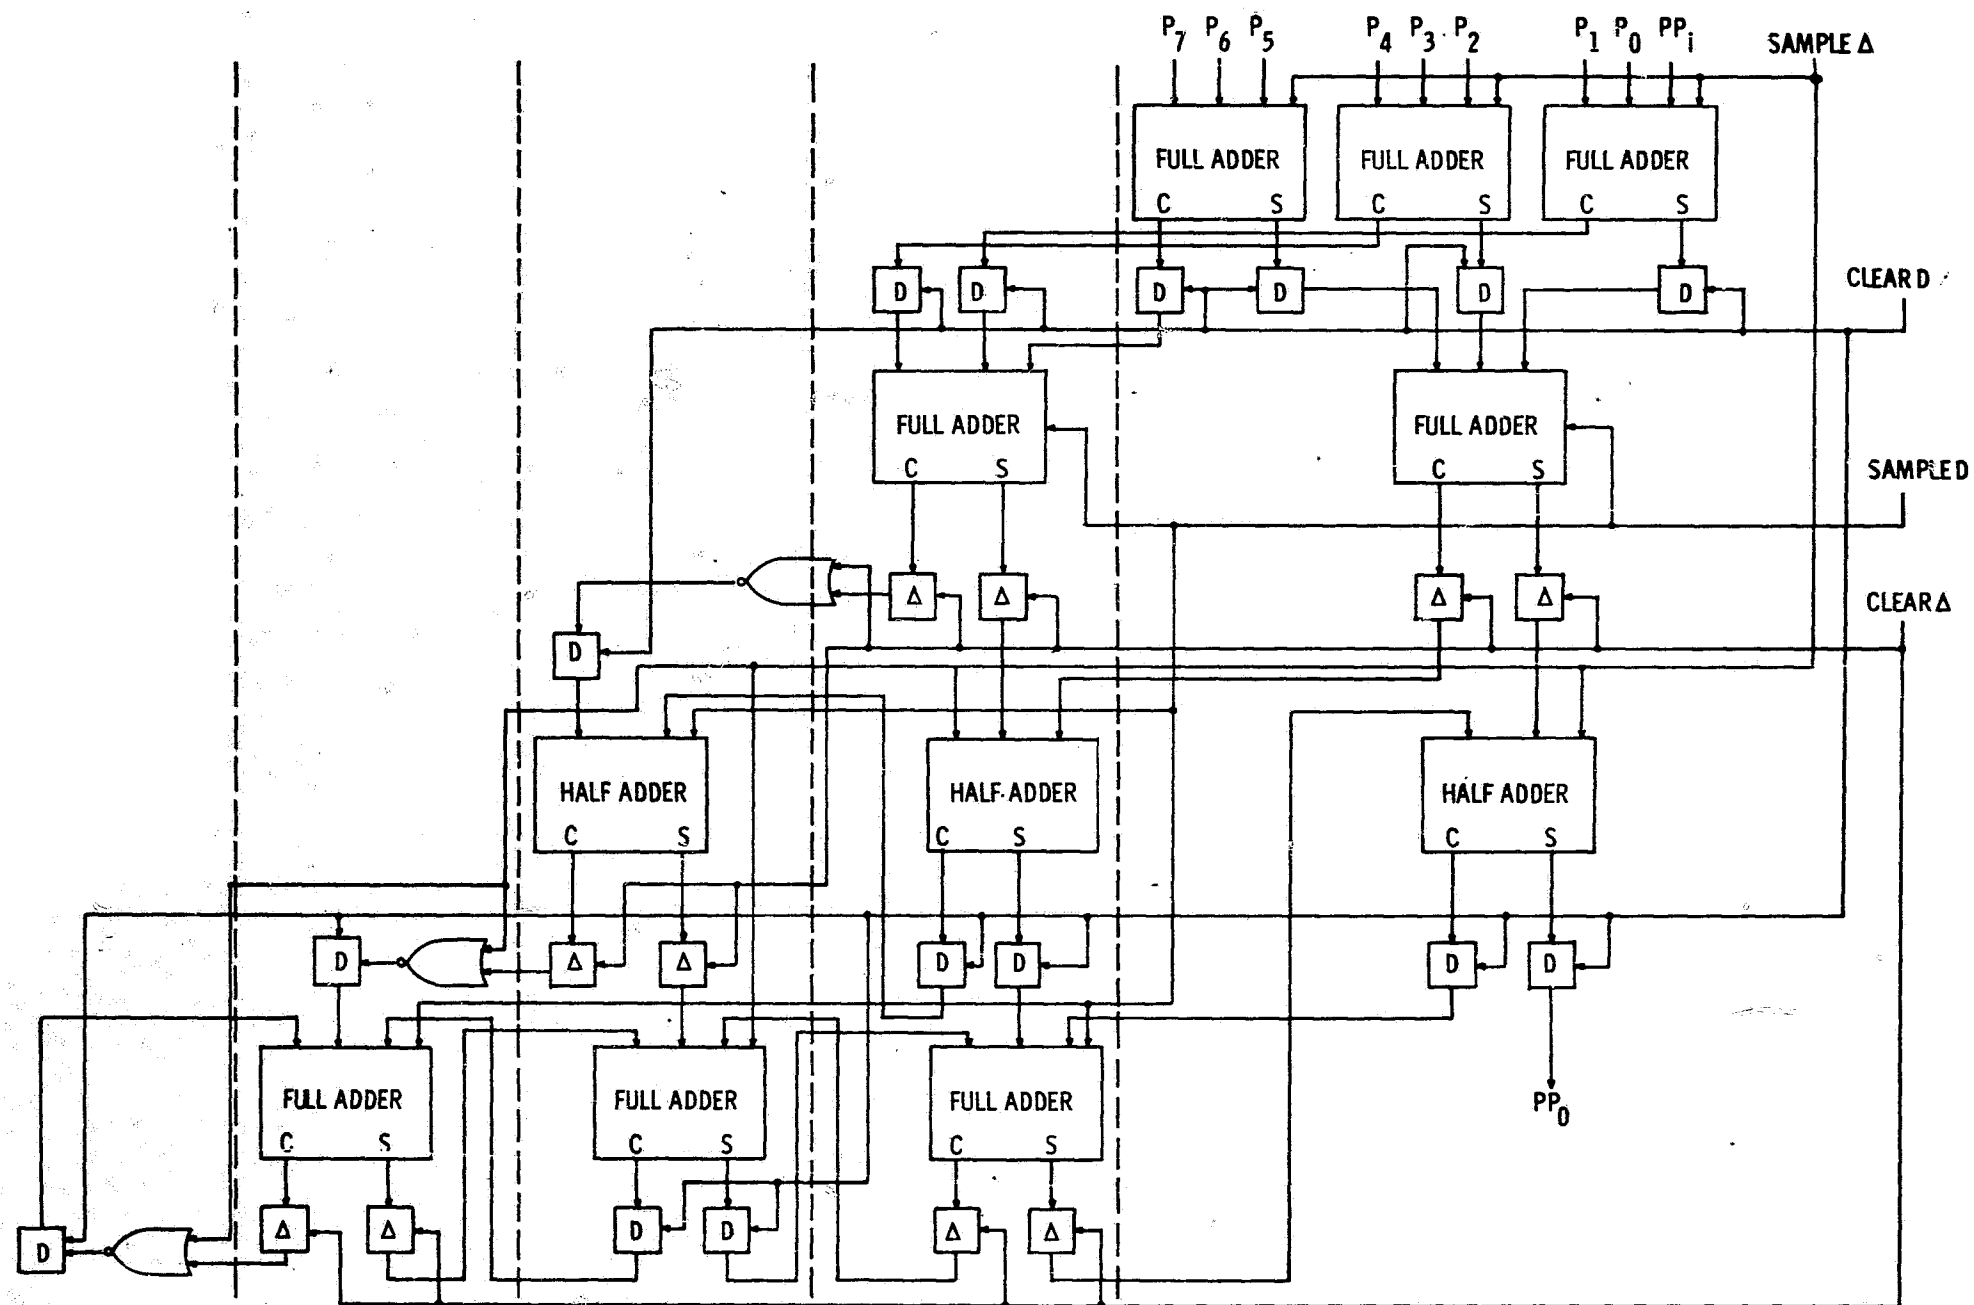 P7 P6 P5 P4 P3 P2 P1 P0 PPi SAMPLE Δ
FULL ADDER FULL ADDER FULL ADDER
C S C S C S
D D D D D D
CLEAR D
FULL ADDER FULL ADDER
C S C S
SAMPLE D
Δ Δ Δ Δ
CLEAR Δ
D
HALF ADDER HALF ADDER HALF ADDER
C S C S C S
D Δ Δ D D D D
FULL ADDER FULL ADDER FULL ADDER
PP0
C S C S C S
D Δ Δ D D Δ Δ